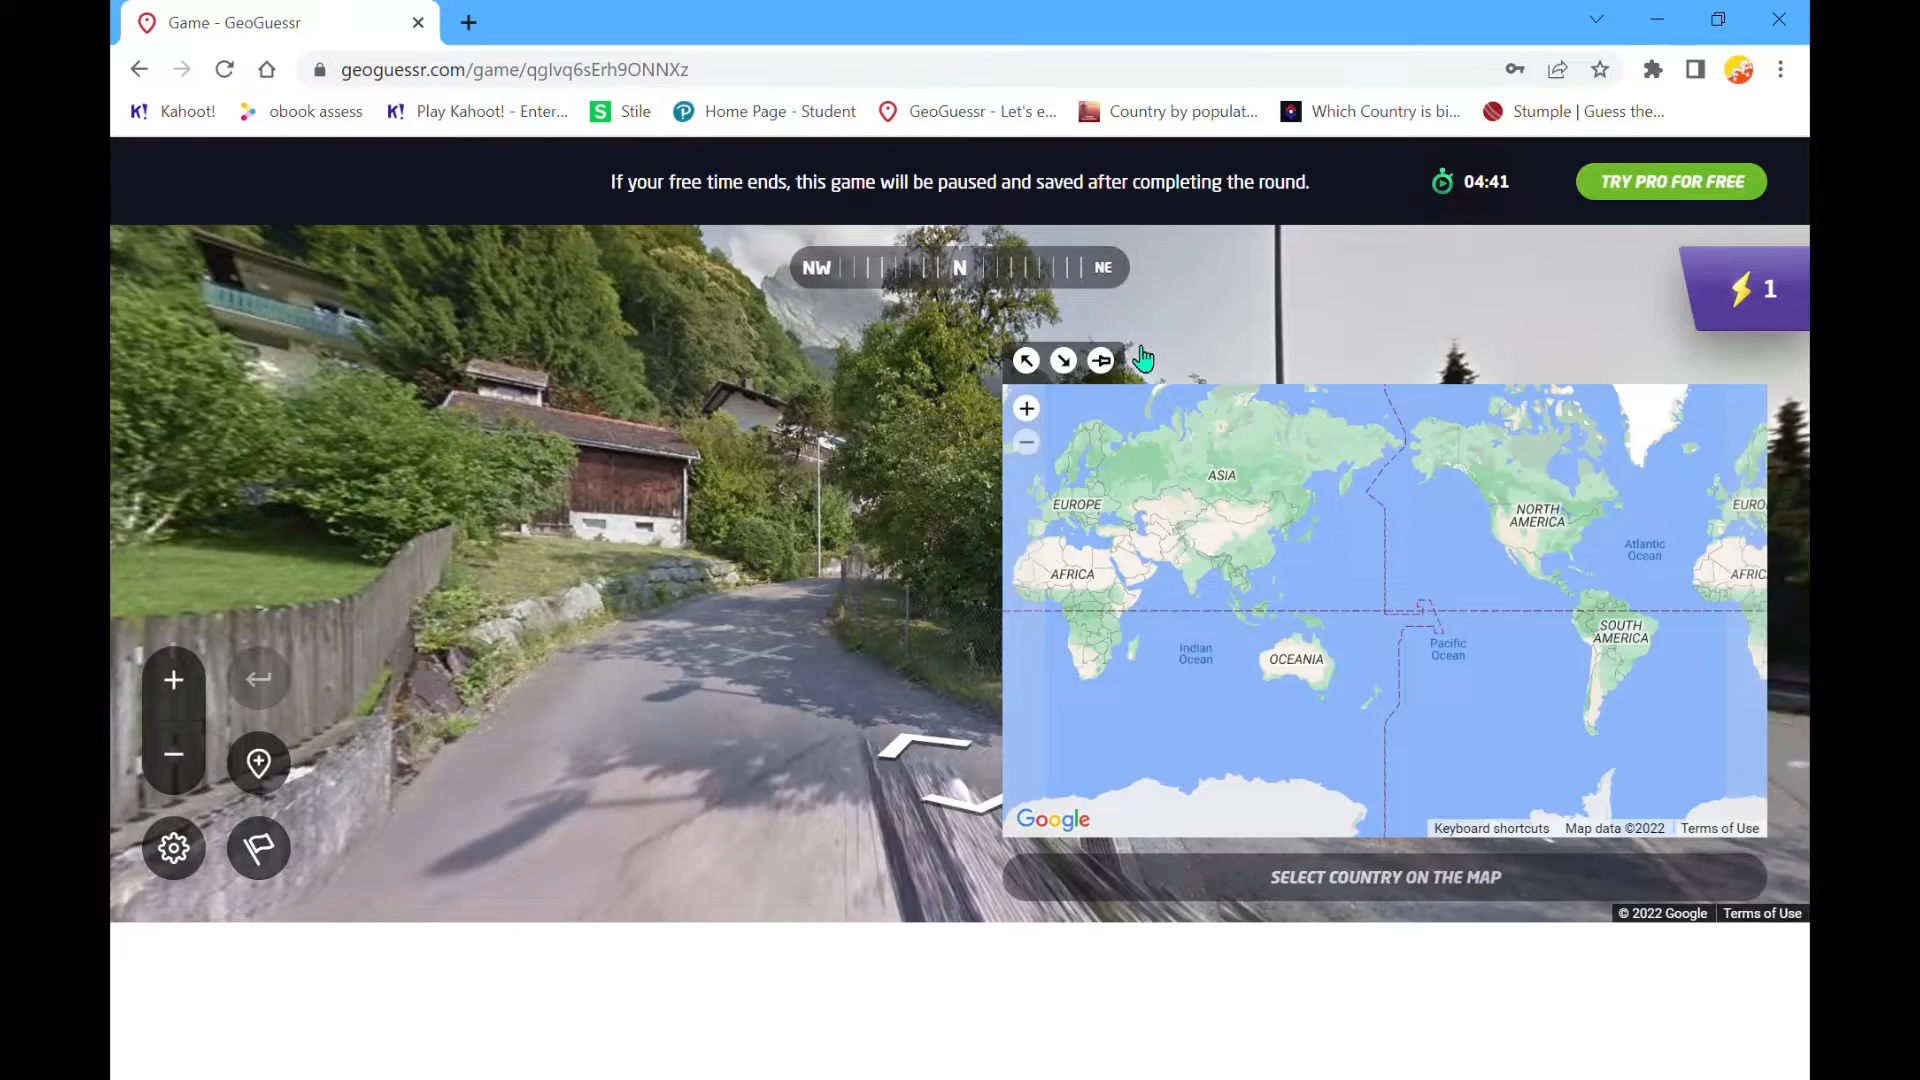 Game - GeoGuessr
geoguessr.com/game/qgIvq6sErh9ONNXz
K! Kahoot! obook assess K! Play Kahoot! - Enter... S Stile P Home Page - Student GeoGuessr - Let's e... Country by populat... Which Country is bi... Stumple | Guess the...
If your free time ends, this game will be paused and saved after completing the round. 04:41 TRY PRO FOR FREE
NW N NE
1
ASIA
EUROPE
NORTH AMERICA
EURO
Atlantic Ocean
AFRICA
AFRIC
SOUTH AMERICA
Indian Ocean
OCEANIA
Pacific Ocean
Google
Keyboard shortcuts Map data ©2022 Terms of Use
SELECT COUNTRY ON THE MAP
© 2022 Google Terms of Use